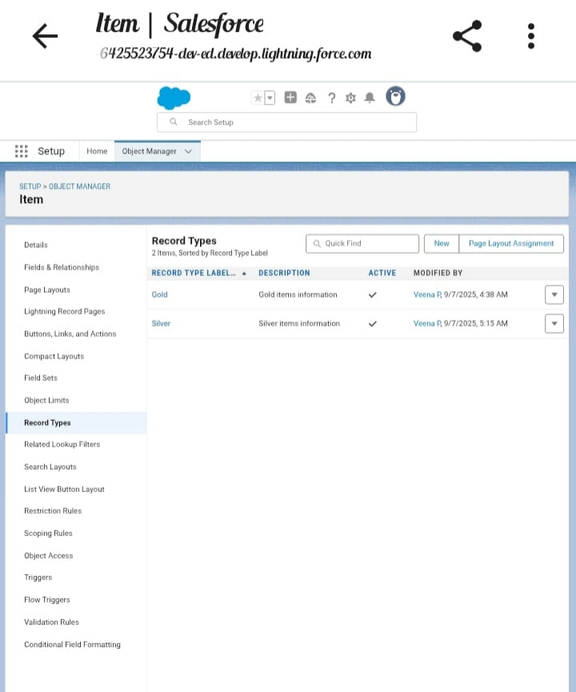 Item | Salesforce
6425523754-dev-ed.develop.lightning.force.com
Search Setup
Setup
Home
Object Manager
SETUP > OBJECT MANAGER
Item
Details
Fields & Relationships
Page Layouts
Lightning Record Pages
Buttons, Links, and Actions
Compact Layouts
Field Sets
Object Limits
Record Types
Related Lookup Filters
Search Layouts
List View Button Layout
Restriction Rules
Scoping Rules
Object Access
Triggers
Flow Triggers
Validation Rules
Conditional Field Formatting
Record Types
2 Items, Sorted by Record Type Label
Quick Find
New
Page Layout Assignment
RECORD TYPE LABEL... DESCRIPTION ACTIVE MODIFIED BY
Gold Gold items information Veena P, 9/7/2025, 4:38 AM
Silver Silver items information Veena P, 9/7/2025, 5:15 AM